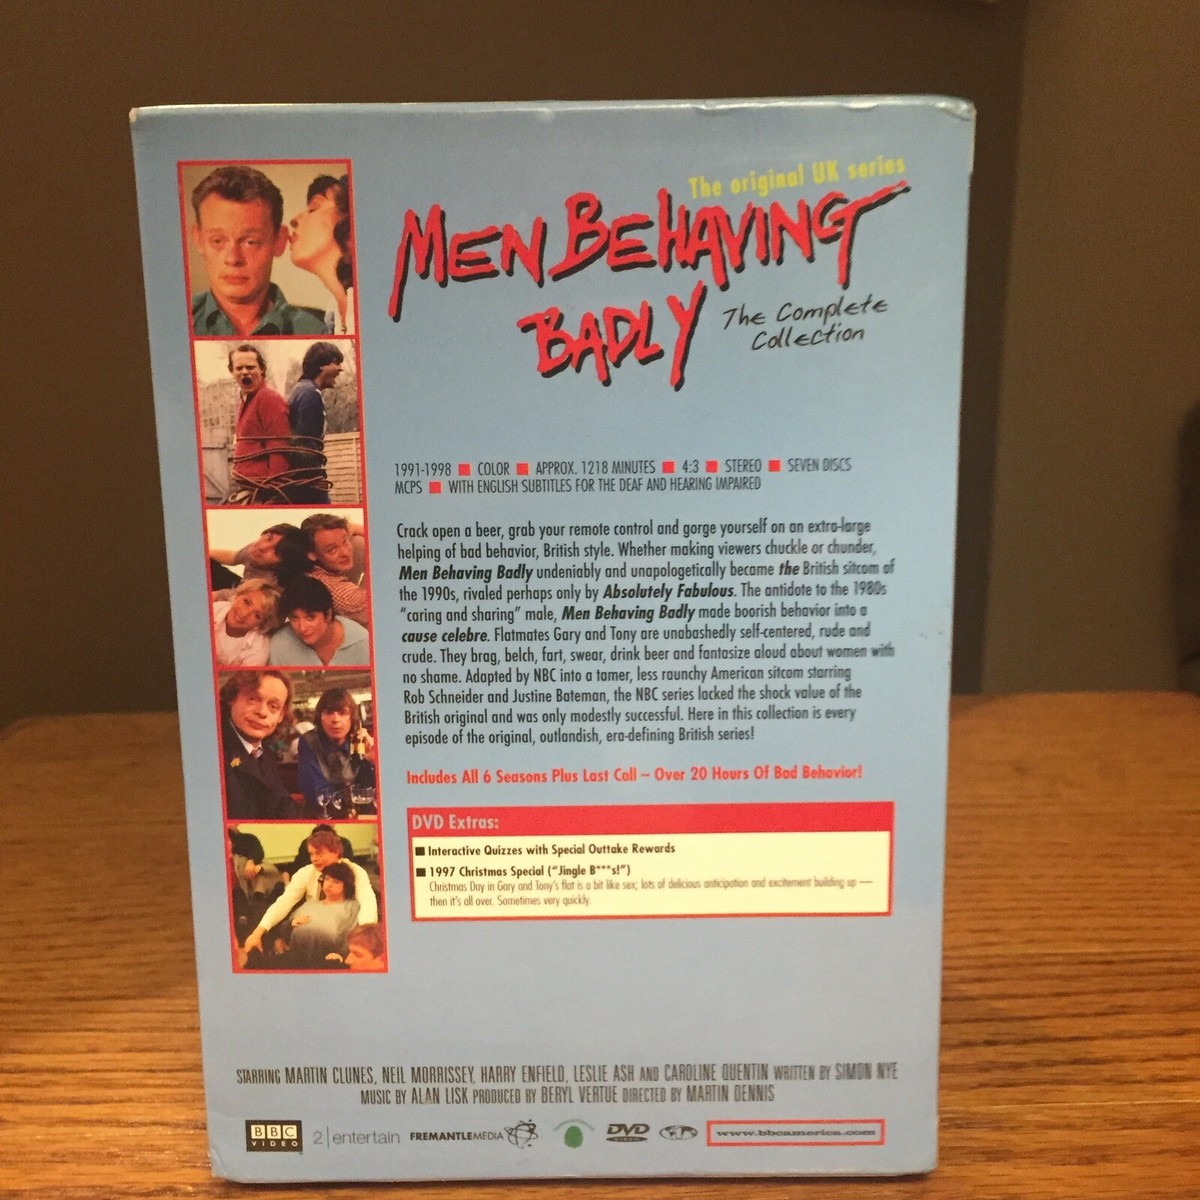 The original UK series
MEN BEHAVING
BADLY
The Complete
Collection
1991-1998 ■ COLOR ■ APPROX. 1218 MINUTES ■ 4:3 ■ STEREO ■ SEVEN DISCS
MCPS ■ WITH ENGLISH SUBTITLES FOR THE DEAF AND HEARING IMPAIRED
Crack open a beer, grab your remote control and gorge yourself on an extra-large
helping of bad behavior, British style. Whether making viewers chuckle or chunder,
Men Behaving Badly undeniably and unapologetically became the British sitcom of
the 1990s, rivaled perhaps only by Absolutely Fabulous. The antidote to the 1980s
"caring and sharing" male, Men Behaving Badly made boorish behavior into a
cause celebre. Flatmates Gary and Tony are unabashedly self-centered, rude and
crude. They brag, belch, fart, swear, drink beer and fantasize aloud about women with
no shame. Adapted by NBC into a tamer, less raunchy American sitcom starring
Rob Schneider and Justine Bateman, the NBC series lacked the shock value of the
British original and was only modestly successful. Here in this collection is every
episode of the original, outlandish, era-defining British series!
Includes All 6 Seasons Plus Last Call – Over 20 Hours Of Bad Behavior!
DVD Extras:
■ Interactive Quizzes with Special Outtake Rewards
■ 1997 Christmas Special ("Jingle B***s!")
Christmas Day in Gary and Tony's flat is a bit like sex; lots of delicious anticipation and excitement building up —
then it's all over. Sometimes very quickly.
STARRING MARTIN CLUNES, NEIL MORRISSEY, HARRY ENFIELD, LESLIE ASH AND CAROLINE QUENTIN WRITTEN BY SIMON NYE
MUSIC BY ALAN LISK PRODUCED BY BERYL VERTUE DIRECTED BY MARTIN DENNIS
BBC VIDEO 2|entertain FREMANTLEMEDIA DVD VIDEO www.bbcamerica.com